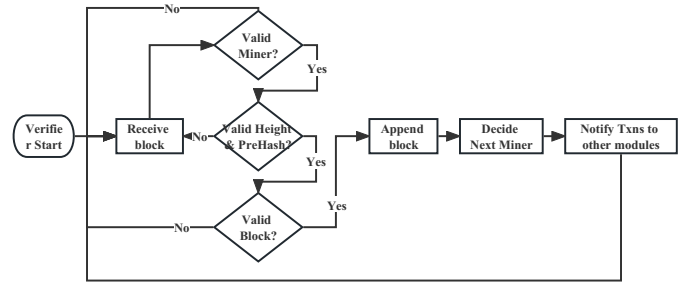 No
Valid
Miner?
Yes
Verifie
r Start
Receive
block
No
Valid Height
& PreHash?
Append
block
Decide
Next Miner
Notify Txns to
other modules
Yes
Yes
No
Valid
Block?